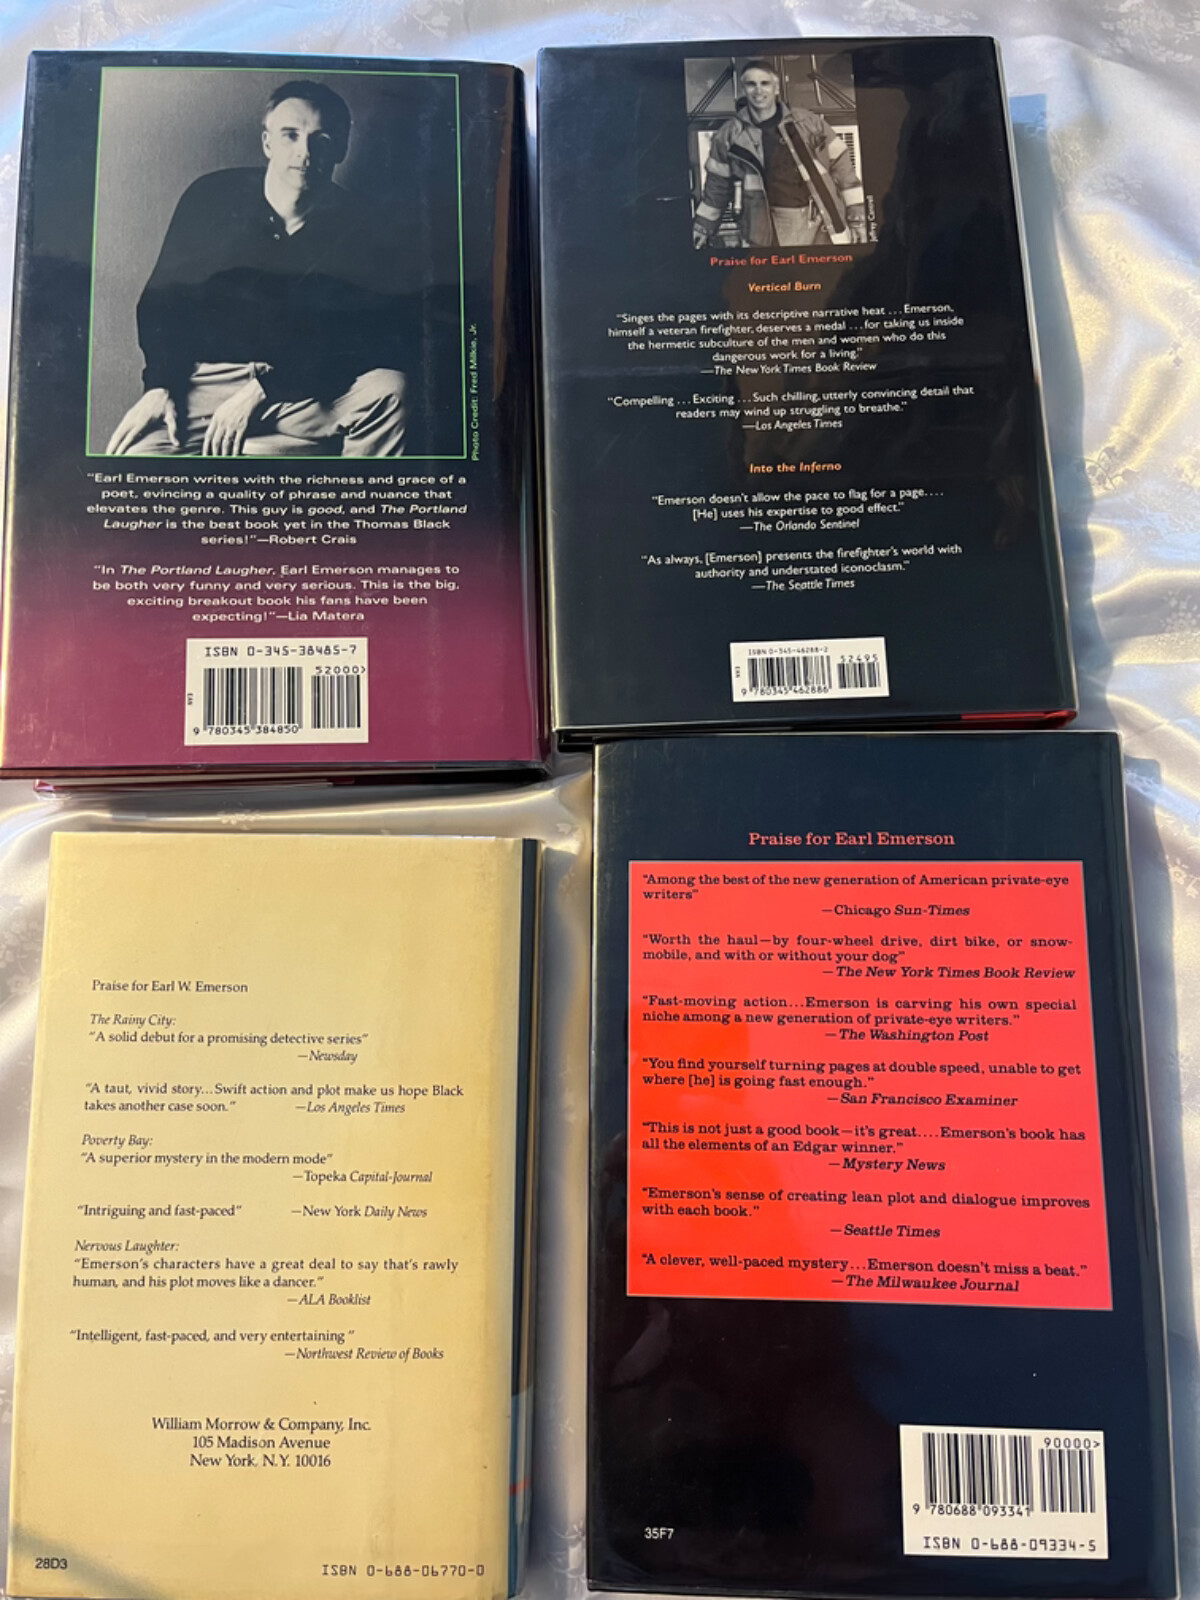 Photo Credit: Fred Milkie, Jr.
“Earl Emerson writes with the richness and grace of a
poet, evincing a quality of phrase and nuance that
elevates the genre. This guy is good, and The Portland
Laugher is the best book yet in the Thomas Black
series!”—Robert Crais
“In The Portland Laugher, Earl Emerson manages to
be both very funny and very serious. This is the big,
exciting breakout book his fans have been
expecting!”—Lia Matera
ISBN 0-345-38485-7
52000>
9 780345 384850
Praise for Earl Emerson
Vertical Burn
“Singes the pages with its descriptive narrative heat ... Emerson,
himself a veteran firefighter, deserves a medal ... for taking us inside
the hermetic subculture of the men and women who do this
dangerous work for a living.”
—The New York Times Book Review
“Compelling ... Exciting ... Such chilling, utterly convincing detail that
readers may wind up struggling to breathe.”
—Los Angeles Times
Into the Inferno
“Emerson doesn't allow the pace to flag for a page....
[He] uses his expertise to good effect.”
—The Orlando Sentinel
“As always, [Emerson] presents the firefighter's world with
authority and understated iconoclasm.”
—The Seattle Times
ISBN 0-345-46288-2
52495
9 780345 462886
Praise for Earl W. Emerson
The Rainy City:
“A solid debut for a promising detective series”
—Newsday
“A taut, vivid story... Swift action and plot make us hope Black
takes another case soon.” —Los Angeles Times
Poverty Bay:
“A superior mystery in the modern mode”
—Topeka Capital-Journal
“Intriguing and fast-paced” —New York Daily News
Nervous Laughter:
“Emerson's characters have a great deal to say that's rawly
human, and his plot moves like a dancer.”
—ALA Booklist
“Intelligent, fast-paced, and very entertaining ”
—Northwest Review of Books
William Morrow & Company, Inc.
105 Madison Avenue
New York, N.Y. 10016
28D3
ISBN 0-688-06770-0
Praise for Earl Emerson
“Among the best of the new generation of American private-eye
writers”
—Chicago Sun-Times
“Worth the haul—by four-wheel drive, dirt bike, or snow-
mobile, and with or without your dog”
—The New York Times Book Review
“Fast-moving action...Emerson is carving his own special
niche among a new generation of private-eye writers.”
—The Washington Post
“You find yourself turning pages at double speed, unable to get
where [he] is going fast enough.”
—San Francisco Examiner
“This is not just a good book—it's great....Emerson's book has
all the elements of an Edgar winner.”
—Mystery News
“Emerson's sense of creating lean plot and dialogue improves
with each book.”
—Seattle Times
“A clever, well-paced mystery...Emerson doesn't miss a beat.”
—The Milwaukee Journal
35F7
90000>
9 780688 093341
ISBN 0-688-09334-5